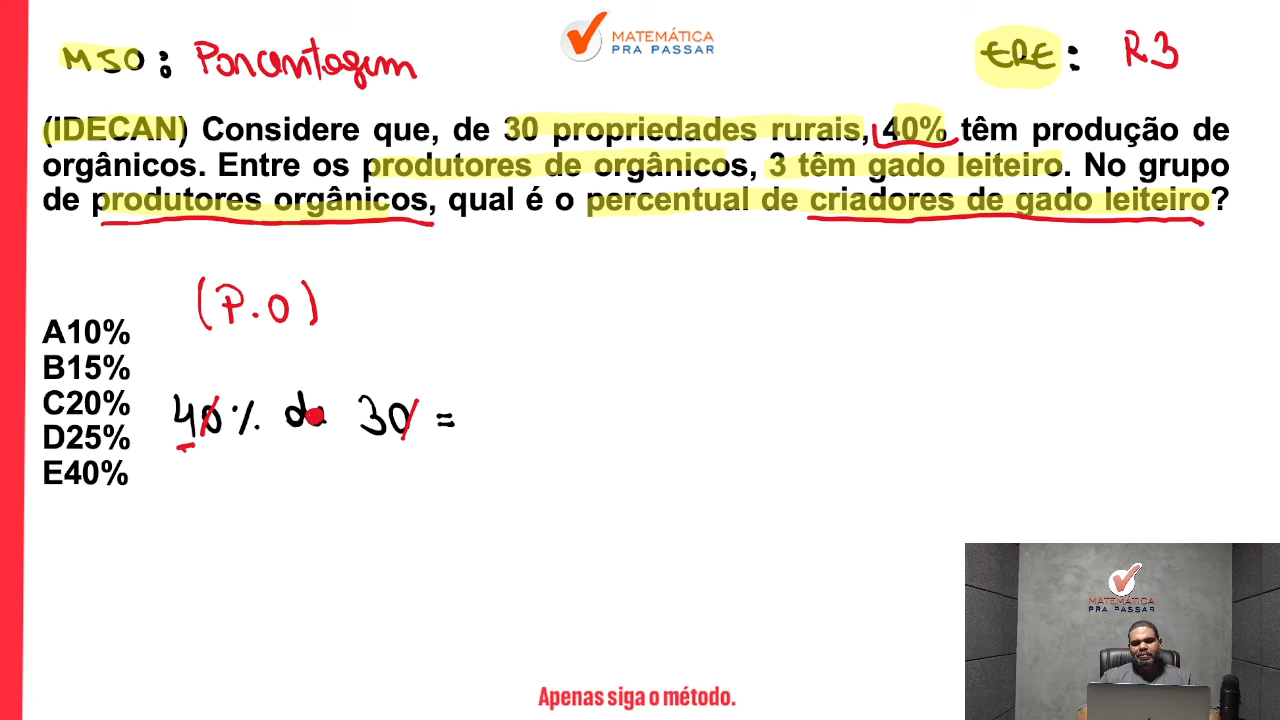 MATEMÁTICA
PRA PASSAR
MSO: Porcentagem
ERE: R3
(IDECAN) Considere que, de 30 propriedades rurais, 40% têm produção de
orgânicos. Entre os produtores de orgânicos, 3 têm gado leiteiro. No grupo
de produtores orgânicos, qual é o percentual de criadores de gado leiteiro?
(P.O)
A10%
B15%
C20%
D25%
E40%
40% de 30 =
MATEMÁTICA
PRA PASSAR
Apenas siga o método.